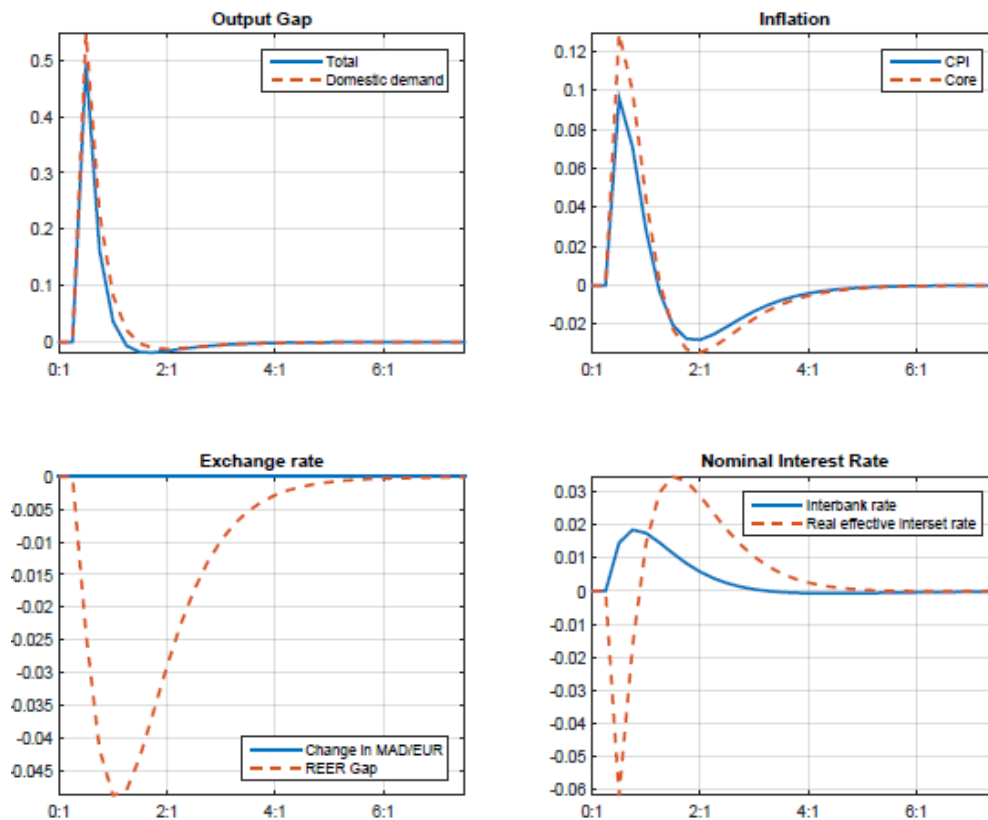 Output Gap
Total
Domestic demand
0.5
0.4
0.3
0.2
0.1
0
0:1 2:1 4:1 6:1
Inflation
CPI
Core
0.12
0.1
0.08
0.06
0.04
0.02
0
-0.02
0:1 2:1 4:1 6:1
Exchange rate
0
-0.005
-0.01
-0.015
-0.02
-0.025
-0.03
-0.035
-0.04
-0.045
Change in MAD/EUR
REER Gap
0:1 2:1 4:1 6:1
Nominal Interest Rate
Interbank rate
Real effective interset rate
0.03
0.02
0.01
0
-0.01
-0.02
-0.03
-0.04
-0.05
-0.06
0:1 2:1 4:1 6:1